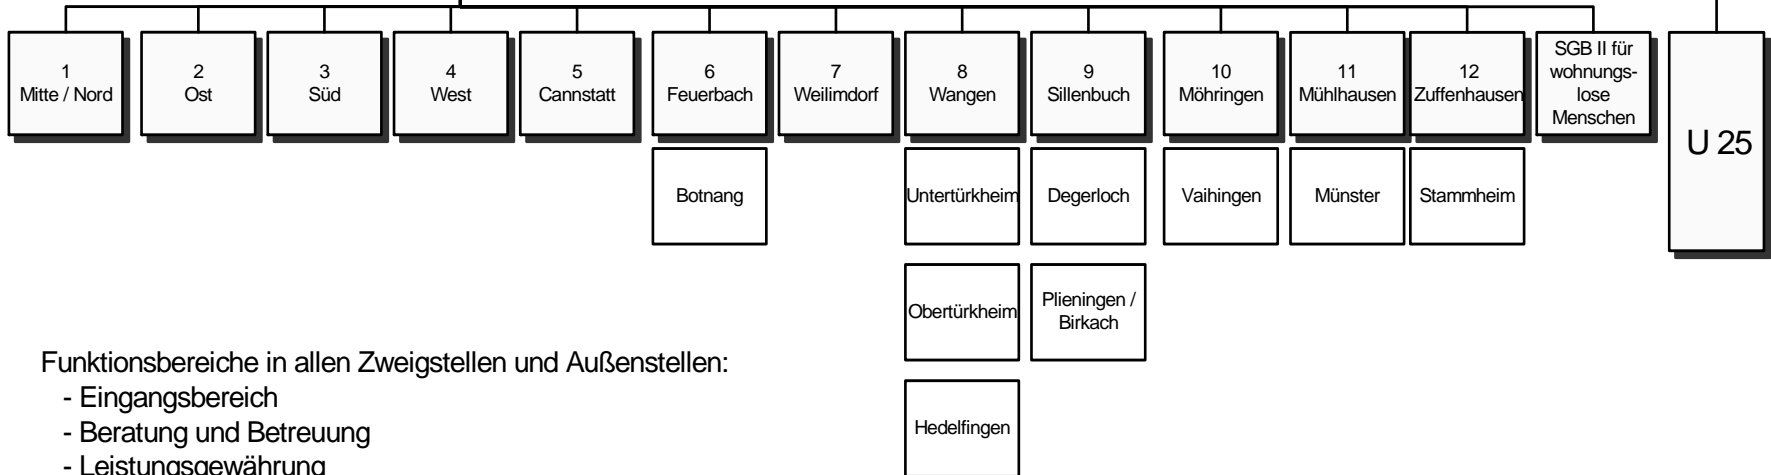 1
Mitte / Nord
2
Ost
3
Süd
4
West
5
Cannstatt
6
Feuerbach
7
Weilimdorf
8
Wangen
9
Sillenbuch
10
Möhringen
11
Mühlhausen
12
Zuffenhausen
SGB II für
wohnungs-
lose
Menschen
U 25
Botnang
Untertürkheim
Degerloch
Vaihingen
Münster
Stammheim
Obertürkheim
Plieningen /
Birkach
Hedelfingen
Funktionsbereiche in allen Zweigstellen und Außenstellen:
- Eingangsbereich
- Beratung und Betreuung
- Leistungsgewährung